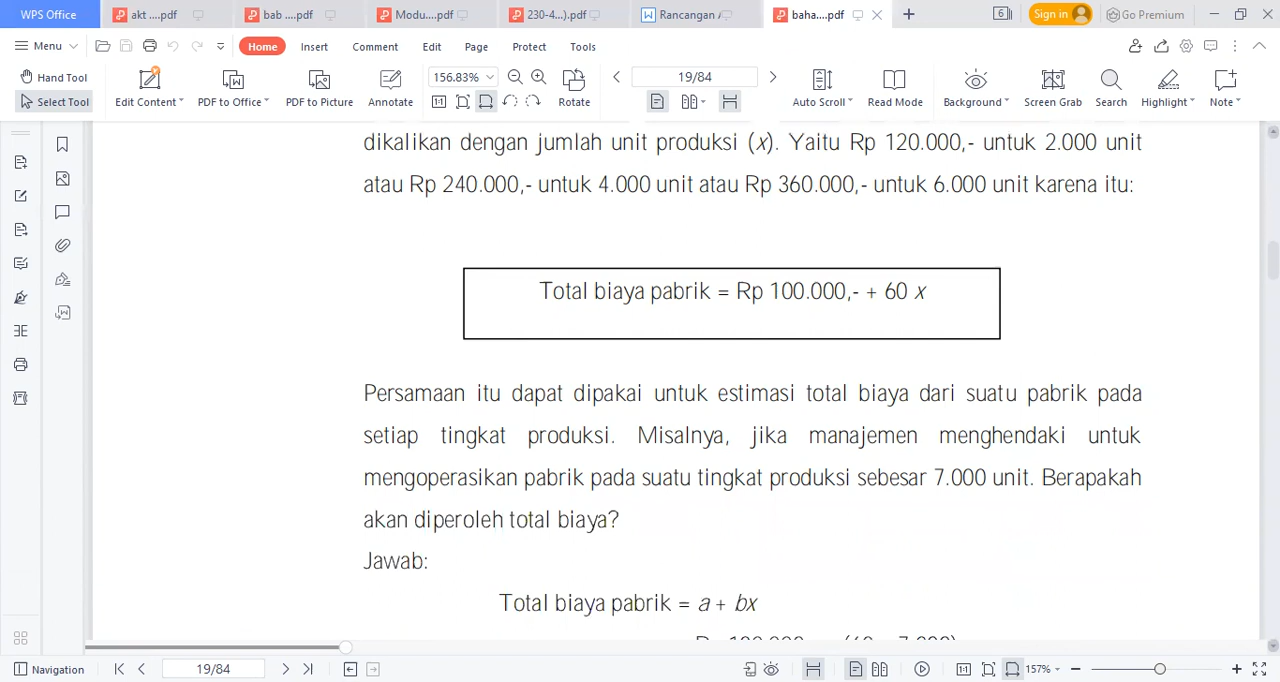 WPS Office akt ....pdf bab ....pdf Modu....pdf 230-4...).pdf Rancangan baha....pdf Sign in Go Premium
Menu Home Insert Comment Edit Page Protect Tools
Hand Tool
Select Tool
Edit Content PDF to Office PDF to Picture Annotate
156.83%
Rotate
19/84
Auto Scroll Read Mode Background Screen Grab Search Highlight Note
dikalikan dengan jumlah unit produksi (x). Yaitu Rp 120.000,- untuk 2.000 unit
atau Rp 240.000,- untuk 4.000 unit atau Rp 360.000,- untuk 6.000 unit karena itu:
Total biaya pabrik = Rp 100.000,- + 60 x
Persamaan itu dapat dipakai untuk estimasi total biaya dari suatu pabrik pada
setiap tingkat produksi. Misalnya, jika manajemen menghendaki untuk
mengoperasikan pabrik pada suatu tingkat produksi sebesar 7.000 unit. Berapakah
akan diperoleh total biaya?
Jawab:
Total biaya pabrik = a + bx
Navigation 19/84 157%